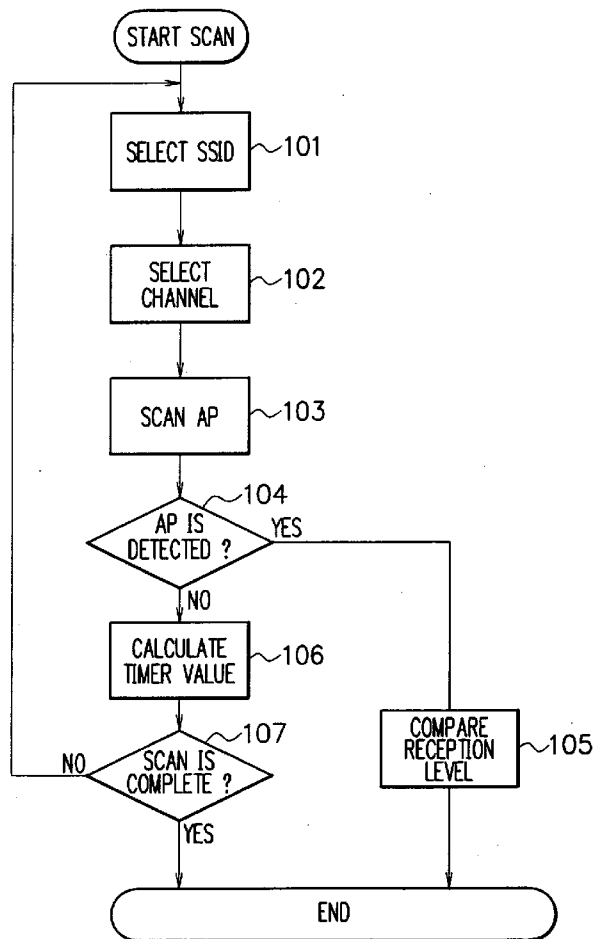 START SCAN
SELECT SSID
101
SELECT
CHANNEL
102
SCAN AP
103
104
AP IS
DETECTED ?
YES
NO
CALCULATE
TIMER VALUE
106
107
COMPARE
RECEPTION
LEVEL
105
NO
SCAN IS
COMPLETE ?
YES
END